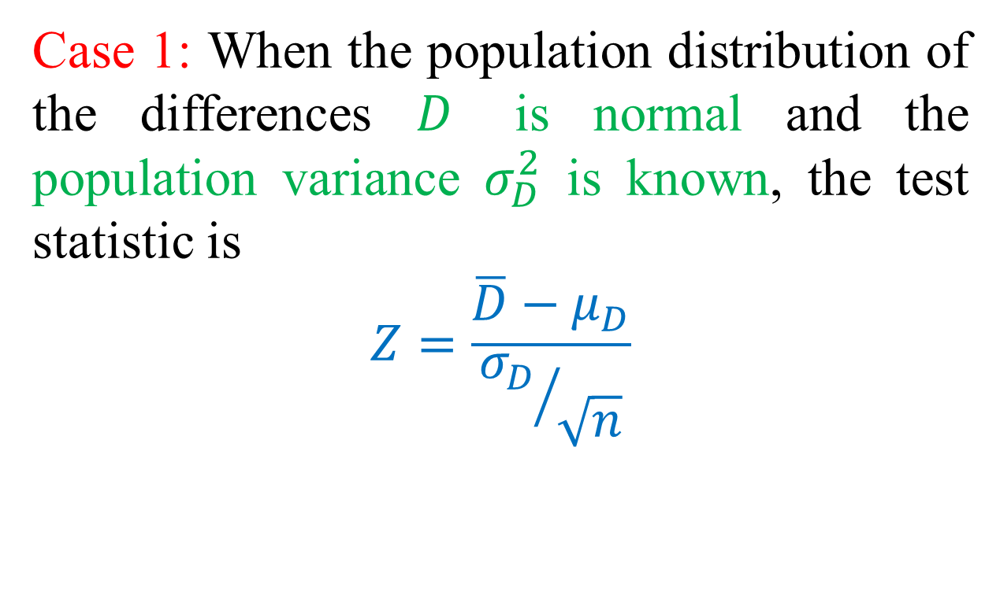 Case 1: When the population distribution of
the differences D is normal and the
population variance σ_D^2 is known, the test
statistic is
Z = (D̅ − μ_D) / (σ_D / √n)